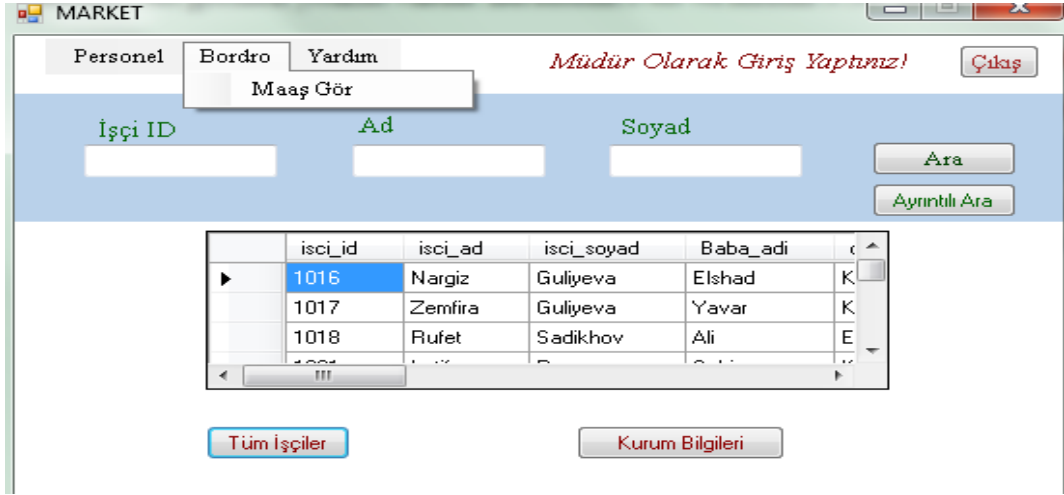 MARKET
Personel Bordro Yardım Müdür Olarak Giriş Yaptınız! Çıkış
Maaş Gör
İşçi ID Ad Soyad
Ara
Ayrıntılı Ara
isci_id isci_ad isci_soyad Baba_adi
1016 Nargiz Guliyeva Elshad K
1017 Zemfira Guliyeva Yavar K
1018 Rufet Sadikhov Ali E
Tüm İşçiler Kurum Bilgileri